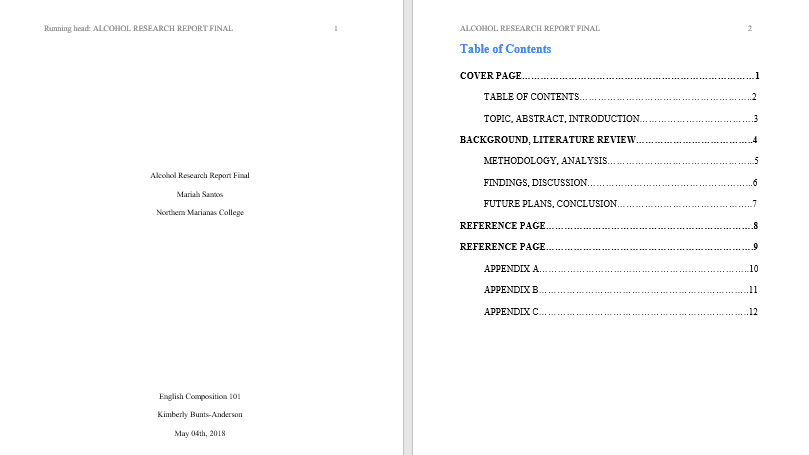 Running head: ALCOHOL RESEARCH REPORT FINAL 1
Alcohol Research Report Final
Mariah Santos
Northern Marianas College
English Composition 101
Kimberly Bunts-Anderson
May 04th, 2018
ALCOHOL RESEARCH REPORT FINAL 2
Table of Contents
COVER PAGE……………………………………………………………1
TABLE OF CONTENTS……………………………………………..2
TOPIC, ABSTRACT, INTRODUCTION……………………………..3
BACKGROUND, LITERATURE REVIEW……………………………..4
METHODOLOGY, ANALYSIS……………………………………..5
FINDINGS, DISCUSSION…………………………………………..6
FUTURE PLANS, CONCLUSION…………………………………..7
REFERENCE PAGE……………………………………………………..8
REFERENCE PAGE……………………………………………………..9
APPENDIX A………………………………………………………..10
APPENDIX B………………………………………………………..11
APPENDIX C………………………………………………………..12